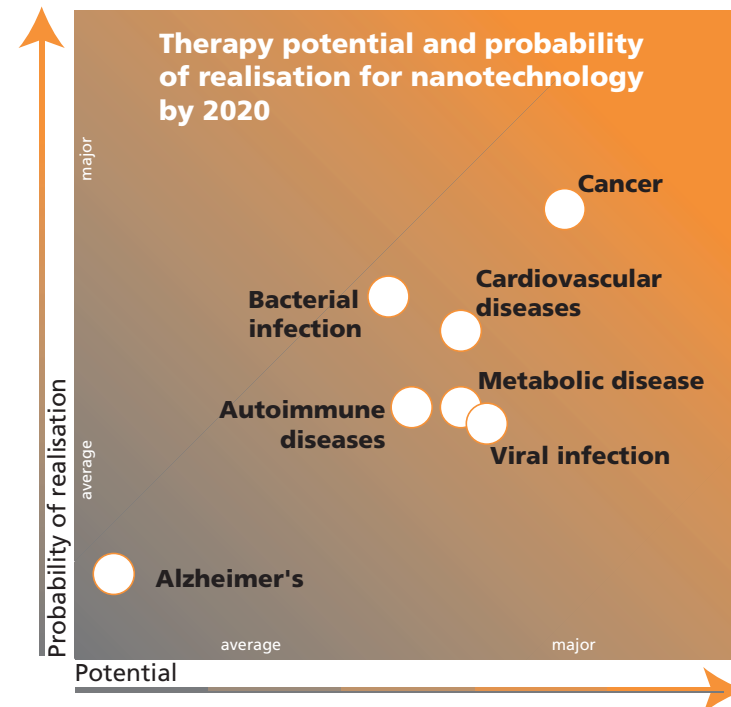 Therapy potential and probability
of realisation for nanotechnology
by 2020
major
Cancer
Cardiovascular
diseases
Bacterial
infection
Metabolic disease
Autoimmune
diseases
Viral infection
average
Probability of realisation
Alzheimer's
average
major
Potential